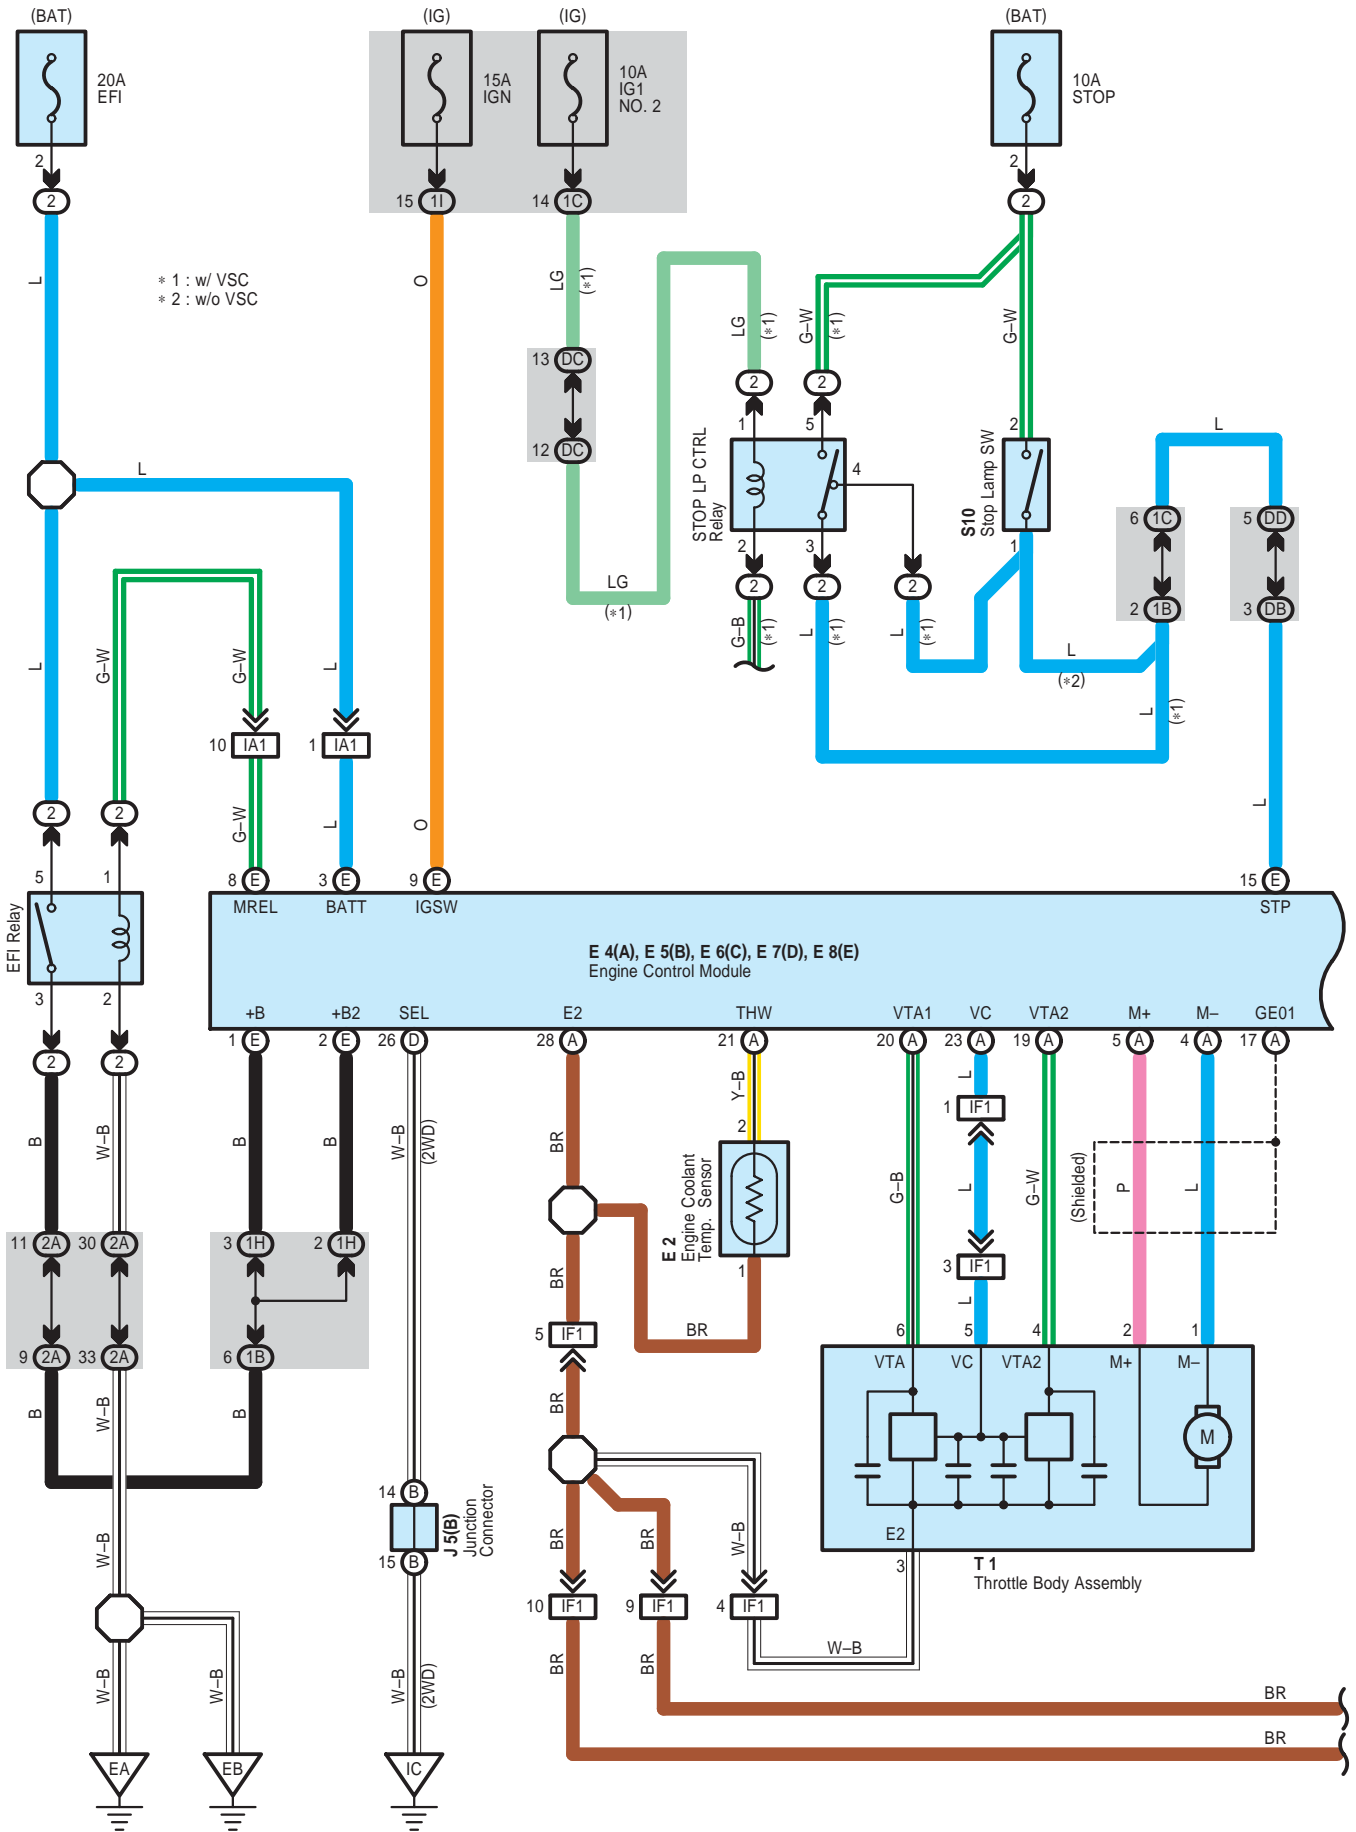 (BAT)
(IG)
(IG)
(BAT)
20A
EFI
15A
IGN
10A
IG1
NO. 2
10A
STOP
2
2
2
15 1I
14 1C
2
∗ 1 : w/ VSC
∗ 2 : w/o VSC
L
O
LG
(∗1)
LG
(∗1)
G–W
(∗1)
G–W
13 DC
12 DC
2
2
1
5
2
L
L
4
STOP LP CTRL
Relay
S10
Stop Lamp SW
6 1C
5 DD
2
3
1
2
2
2
2 1B
3 DB
LG
(∗1)
G–B
(∗1)
L
(∗1)
L
(∗1)
L
(∗2)
L
(∗1)
L
G–W
G–W
L
10 IA1
1 IA1
2
2
G–W
L
O
L
5
1
8 E
3 E
9 E
15 E
EFI Relay
MREL
BATT
IGSW
STP
E 4(A), E 5(B), E 6(C), E 7(D), E 8(E)
Engine Control Module
3
2
+B
+B2
SEL
E2
THW
VTA1
VC
VTA2
M+
M–
GE01
1 E
2 E
26 D
28 A
21 A
20 A
23 A
19 A
5 A
4 A
17 A
2
2
B
W–B
B
B
W–B
(2WD)
BR
Y–B
2
L
1 IF1
G–B
L
G–W
(Shielded)
P
L
E 2
Engine Coolant
Temp. Sensor
11 2A
30 2A
3 1H
2 1H
1
3 IF1
BR
L
5 IF1
BR
6
5
4
2
1
9 2A
33 2A
6 1B
VTA
VC
VTA2
M+
M–
B
W–B
B
BR
M
14 B
J 5(B)
Junction
Connector
15 B
W–B
BR
BR
W–B
E2
3
T 1
Throttle Body Assembly
10 IF1
9 IF1
4 IF1
W–B
W–B
W–B
W–B
(2WD)
BR
BR
BR
BR
EA
EB
IC